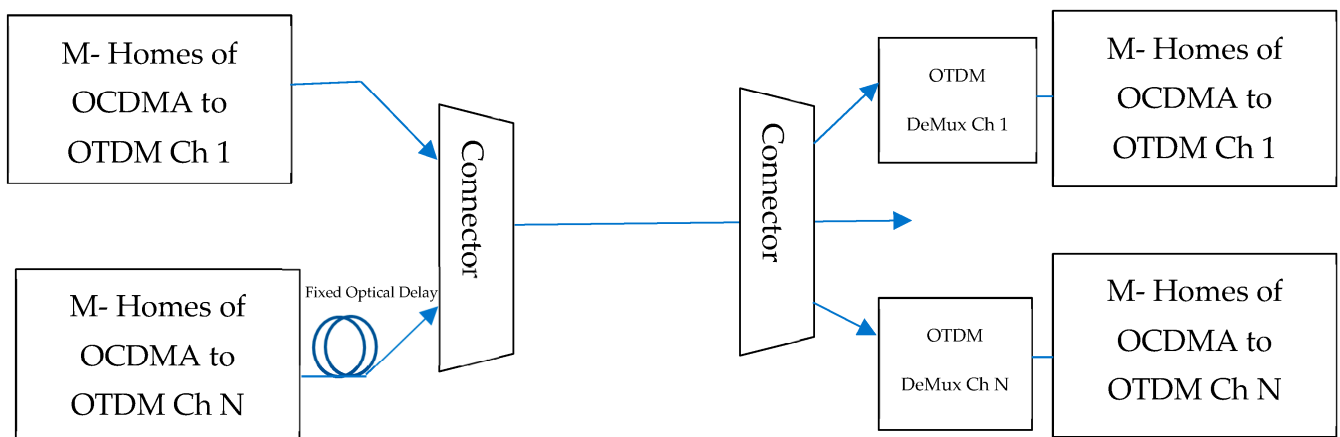 M- Homes of
OCDMA to
OTDM Ch 1
M- Homes of
OCDMA to
OTDM Ch N
Fixed Optical Delay
Connector
Connector
OTDM
DeMux Ch 1
OTDM
DeMux Ch N
M- Homes of
OCDMA to
OTDM Ch 1
M- Homes of
OCDMA to
OTDM Ch N